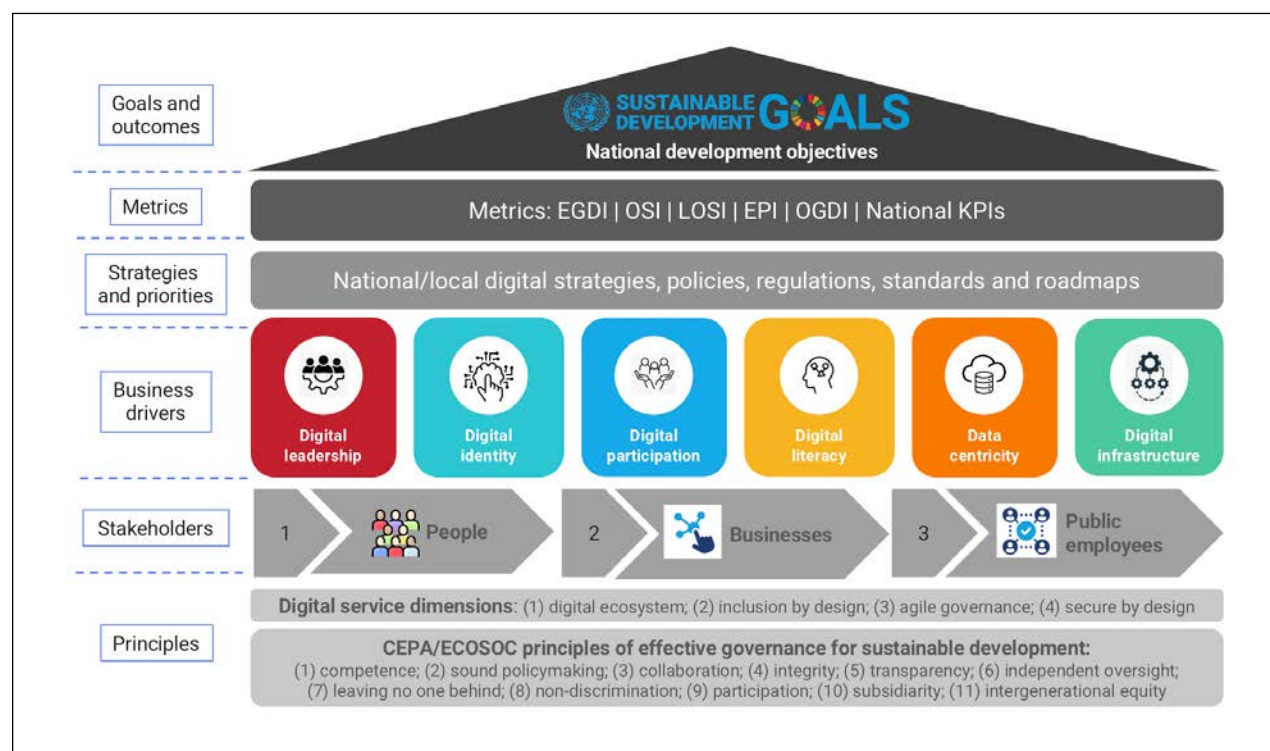 Goals and
outcomes
SUSTAINABLE
DEVELOPMENT
GOALS
National development objectives
Metrics
Metrics: EGDI | OSI | LOSI | EPI | OGDI | National KPIs
Strategies
and priorities
National/local digital strategies, policies, regulations, standards and roadmaps
Business
drivers
Digital
leadership
Digital
identity
Digital
participation
Digital
literacy
Data
centricity
Digital
infrastructure
Stakeholders
1
People
2
Businesses
3
Public
employees
Principles
Digital service dimensions: (1) digital ecosystem; (2) inclusion by design; (3) agile governance; (4) secure by design
CEPA/ECOSOC principles of effective governance for sustainable development:
(1) competence; (2) sound policymaking; (3) collaboration; (4) integrity; (5) transparency; (6) independent oversight;
(7) leaving no one behind; (8) non-discrimination; (9) participation; (10) subsidiarity; (11) intergenerational equity